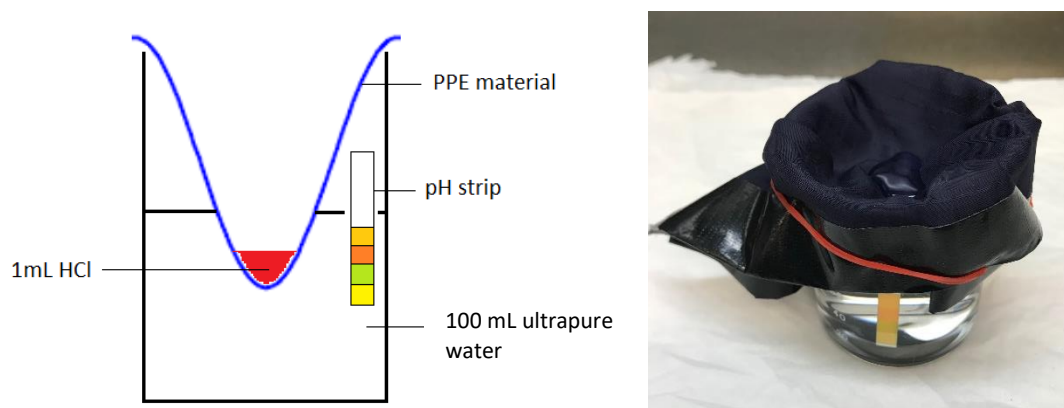 PPE material
pH strip
1mL HCl
100 mL ultrapure
water